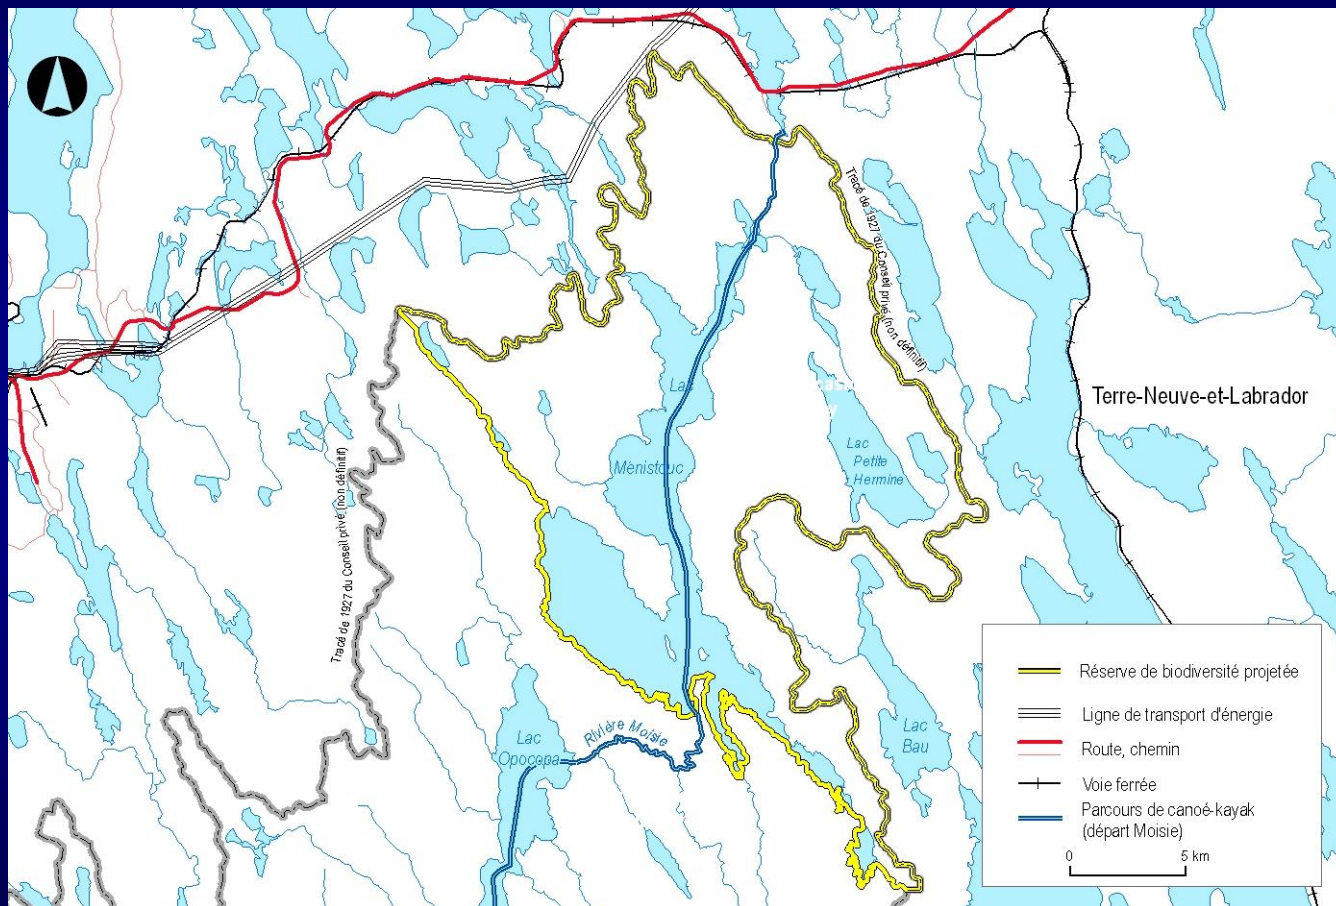 Tracé de 1927 du Conseil privé (non définitif)
Terre-Neuve-et-Labrador
Lac
Ménistouc
Lac
Petite
Hermine
Tracé de 1927 du Conseil privé (non définitif)
Rivière Moisie
Lac
Opocopa
Lac
Bau
Réserve de biodiversité projetée
Ligne de transport d'énergie
Route, chemin
Voie ferrée
Parcours de canoé-kayak
(départ Moisie)
0 5 km